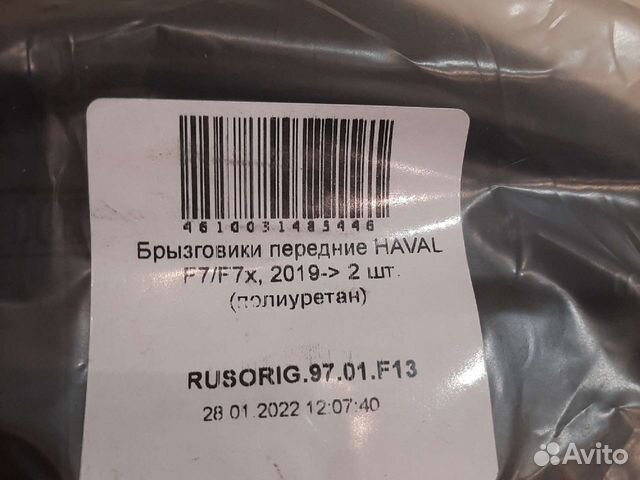 4610031485446
Брызговики передние HAVAL
F7/F7x, 2019-> 2 шт.
(полиуретан)
RUSORIG.97.01.F13
28.01.2022 12:07:40
Avito